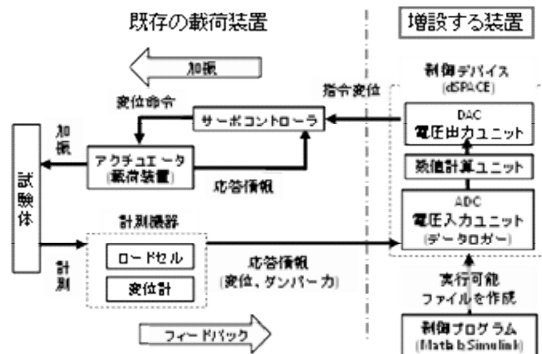 既存の載荷装置
増設する装置
加振
制御デバイス
(dSPACE)
指令変位
変位命令
サーボコントローラ
DAC
電圧出力ユニット
加振
アクチュエータ
(載荷装置)
応答情報
数値計算ユニット
試験体
ADC
電圧入力ユニット
(データロガー)
計測機器
ロードセル
変位計
計測
応答情報
(変位、ダンパー力)
実行可能
ファイルを作成
フィードバック
制御プログラム
(Matlab Simulink)